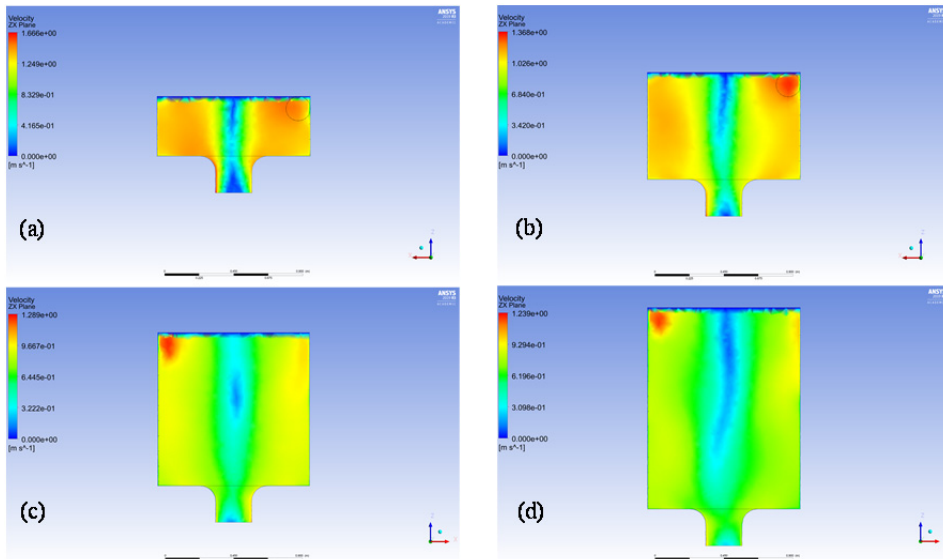 Velocity
ZX Plane
1.666e+00
1.249e+00
8.329e-01
4.165e-01
0.000e+00
[m s^-1]
ANSYS
(a)
Velocity
ZX Plane
1.368e+00
1.026e+00
6.840e-01
3.420e-01
0.000e+00
[m s^-1]
ANSYS
(b)
Velocity
ZX Plane
1.289e+00
9.667e-01
6.445e-01
3.222e-01
0.000e+00
[m s^-1]
ANSYS
(c)
Velocity
ZX Plane
1.239e+00
9.294e-01
6.196e-01
3.098e-01
0.000e+00
[m s^-1]
ANSYS
(d)